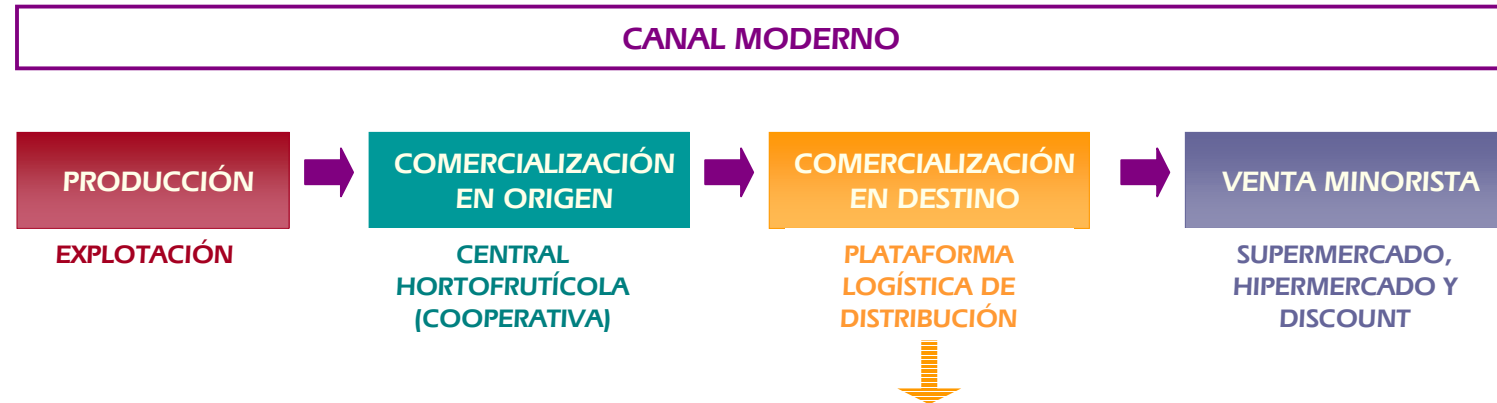 CANAL MODERNO
PRODUCCIÓN
EXPLOTACIÓN
COMERCIALIZACIÓN
EN ORIGEN
CENTRAL
HORTOFRUTÍCOLA
(COOPERATIVA)
COMERCIALIZACIÓN
EN DESTINO
PLATAFORMA
LOGÍSTICA DE
DISTRIBUCIÓN
VENTA MINORISTA
SUPERMERCADO,
HIPERMERCADO Y
DISCOUNT